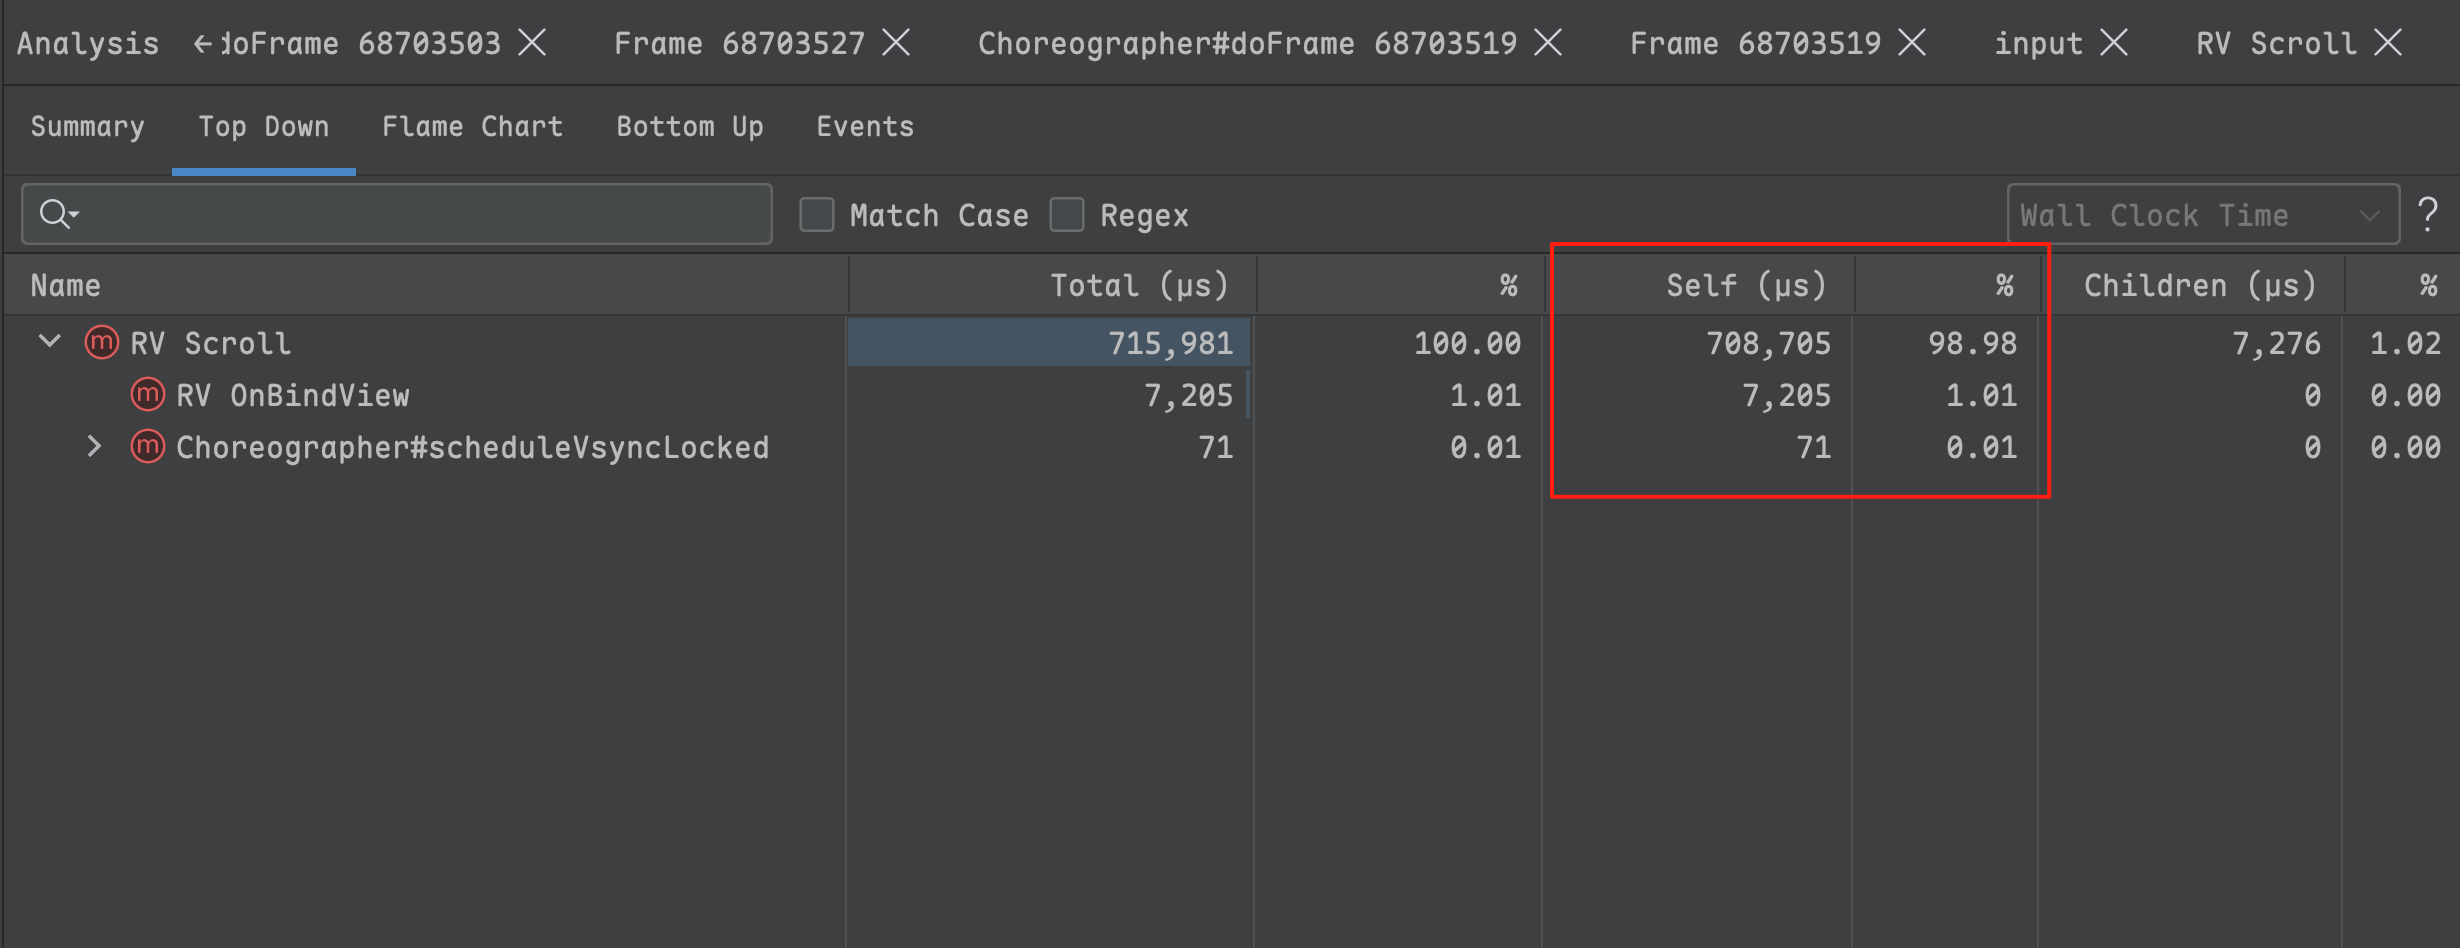 Analysis ←doFrame 68703503 Frame 68703527 Choreographer#doFrame 68703519 Frame 68703519 input RV Scroll
Summary Top Down Flame Chart Bottom Up Events
Match Case Regex Wall Clock Time ?
Name Total (μs) % Self (μs) % Children (μs) %
m RV Scroll 715,981 100.00 708,705 98.98 7,276 1.02
m RV OnBindView 7,205 1.01 7,205 1.01 0 0.00
m Choreographer#scheduleVsyncLocked 71 0.01 71 0.01 0 0.00